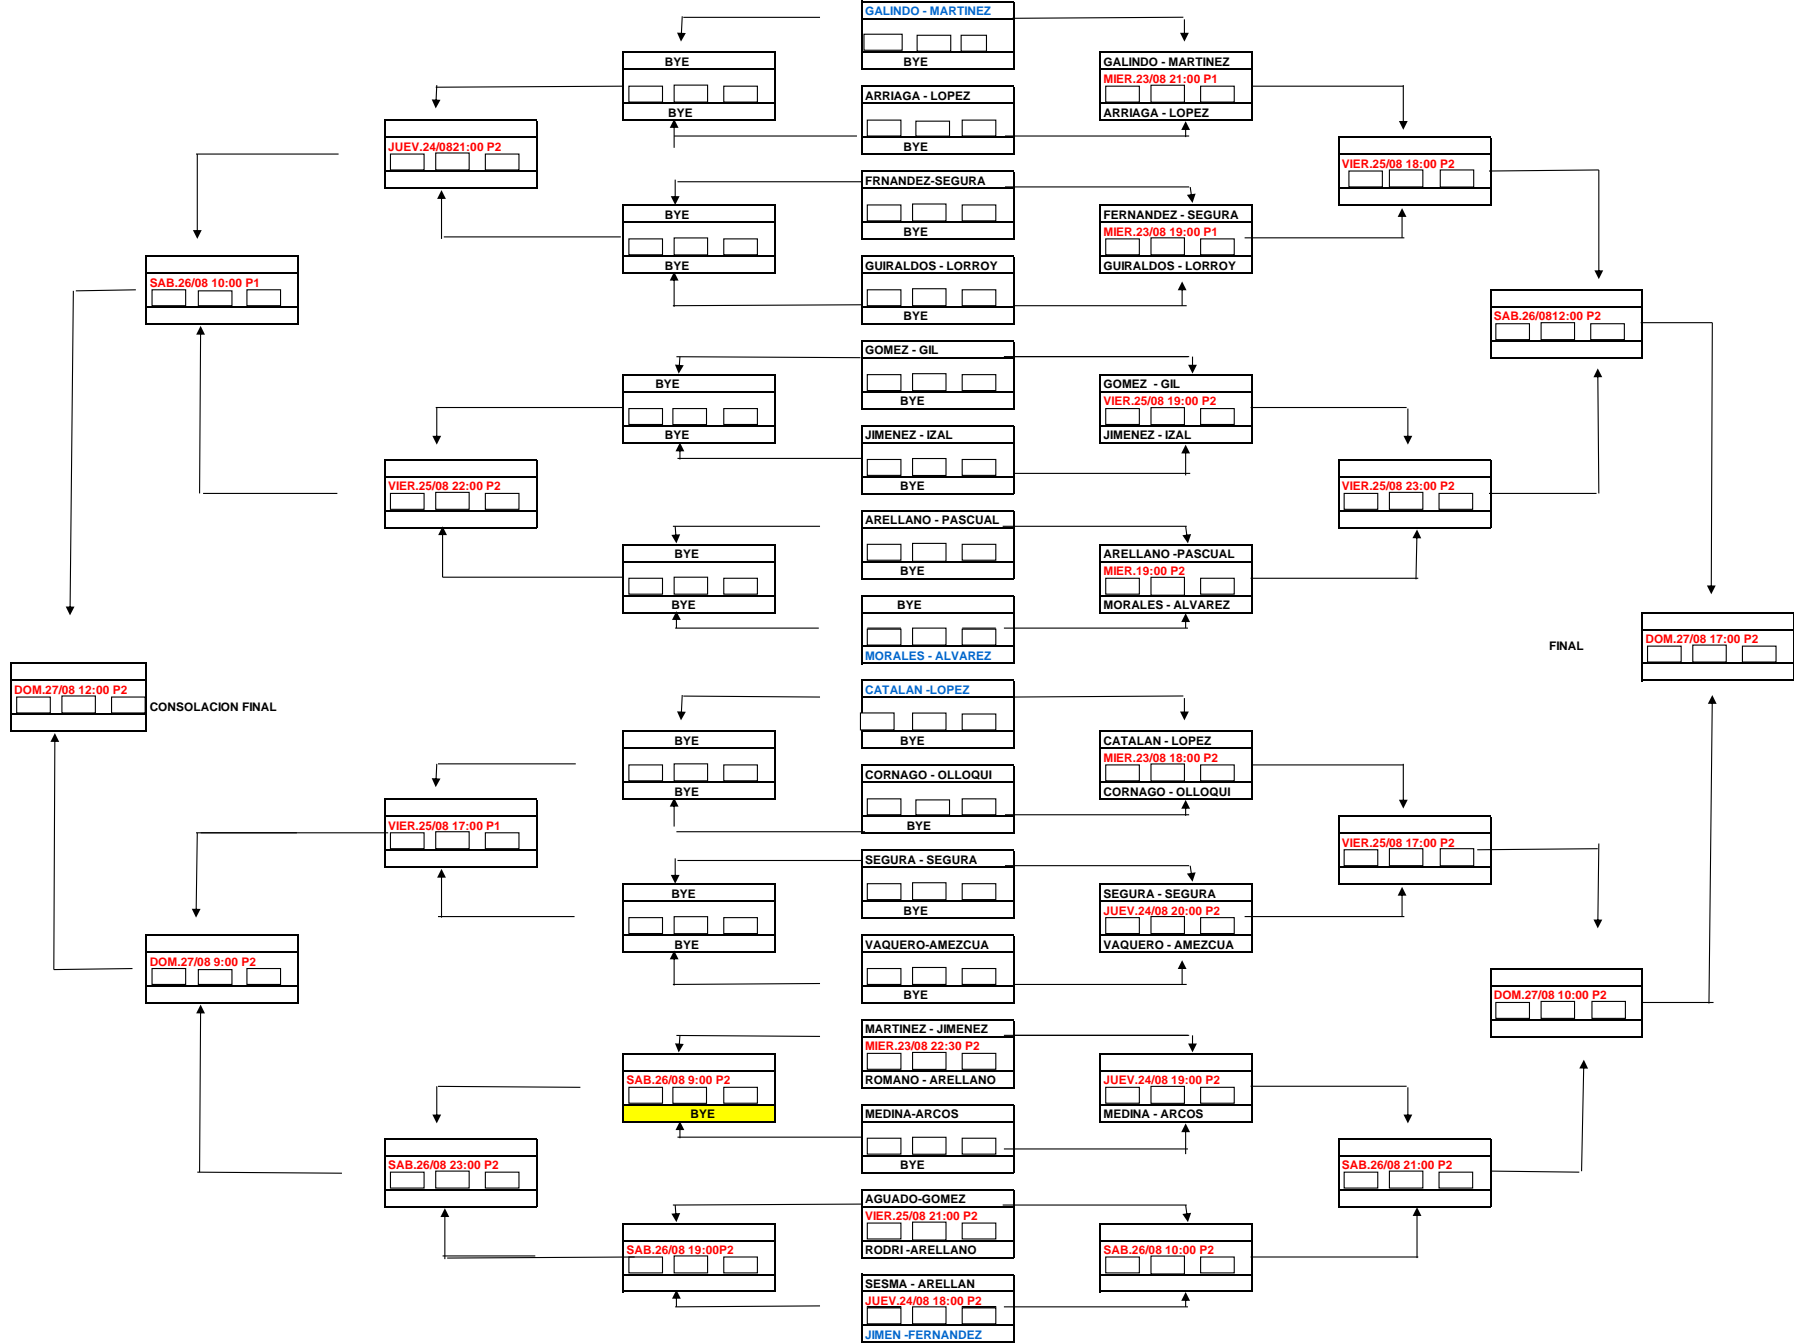 GALINDO - MARTINEZ
BYE
BYE
GALINDO - MARTINEZ
MIER.23/08 21:00 P1
ARRIAGA - LOPEZ
BYE
ARRIAGA - LOPEZ
BYE
JUEV.24/0821:00 P2
VIER.25/08 18:00 P2
FRNANDEZ-SEGURA
BYE
BYE
FERNANDEZ - SEGURA
MIER.23/08 19:00 P1
GUIRALDOS - LORROY
BYE
GUIRALDOS - LORROY
BYE
SAB.26/08 10:00 P1
SAB.26/0812:00 P2
GOMEZ - GIL
BYE
BYE
GOMEZ  - GIL
VIER.25/08 19:00 P2
JIMENEZ - IZAL
BYE
JIMENEZ - IZAL
BYE
VIER.25/08 22:00 P2
VIER.25/08 23:00 P2
ARELLANO - PASCUAL
BYE
BYE
ARELLANO -PASCUAL
MIER.19:00 P2
BYE
BYE
MORALES - ALVAREZ
MORALES - ALVAREZ
FINAL
DOM.27/08 17:00 P2
DOM.27/08 12:00 P2
CONSOLACION FINAL
CATALAN -LOPEZ
BYE
BYE
CATALAN - LOPEZ
MIER.23/08 18:00 P2
CORNAGO - OLLOQUI
BYE
CORNAGO - OLLOQUI
BYE
VIER.25/08 17:00 P1
VIER.25/08 17:00 P2
SEGURA - SEGURA
BYE
BYE
SEGURA - SEGURA
JUEV.24/08 20:00 P2
VAQUERO-AMEZCUA
BYE
VAQUERO - AMEZCUA
BYE
DOM.27/08 9:00 P2
DOM.27/08 10:00 P2
MARTINEZ - JIMENEZ
MIER.23/08 22:30 P2
ROMANO - ARELLANO
SAB.26/08 9:00 P2
BYE
JUEV.24/08 19:00 P2
MEDINA - ARCOS
MEDINA-ARCOS
BYE
SAB.26/08 23:00 P2
SAB.26/08 21:00 P2
AGUADO-GOMEZ
VIER.25/08 21:00 P2
RODRI -ARELLANO
SAB.26/08 19:00P2
SAB.26/08 10:00 P2
SESMA - ARELLAN
JUEV.24/08 18:00 P2
JIMEN -FERNANDEZ